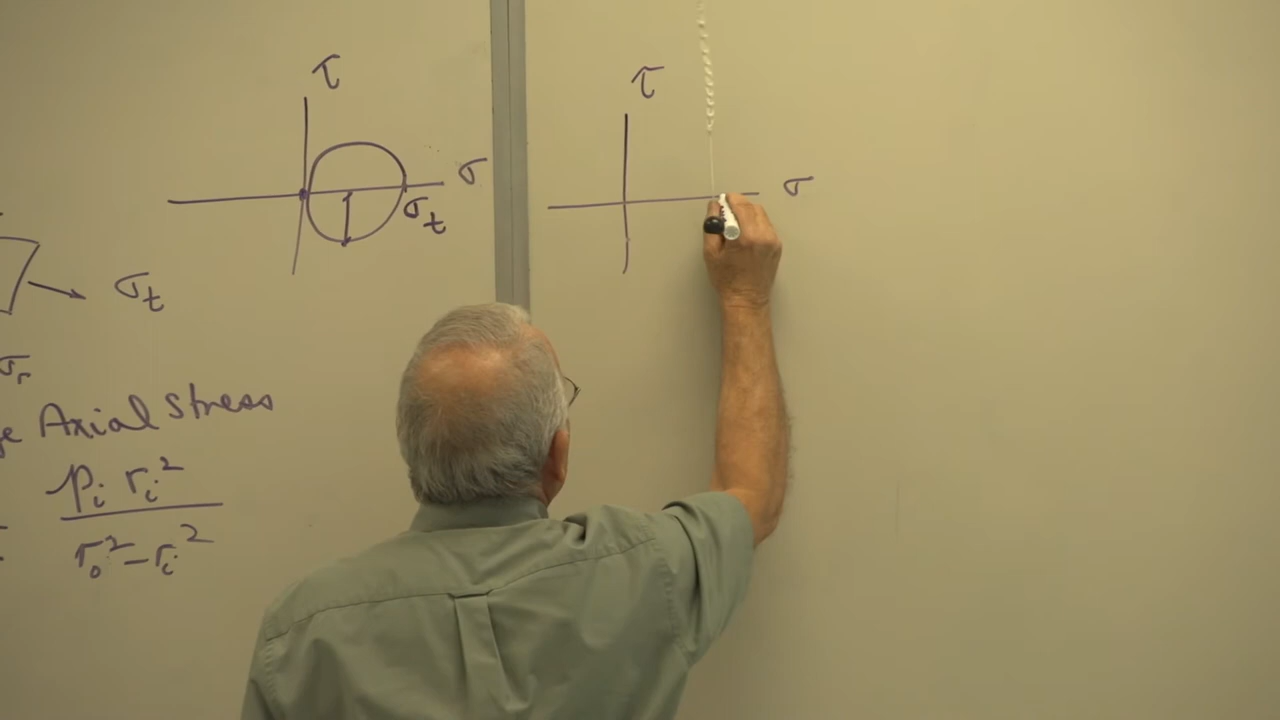 τ
σ
σt
σt
σr
Axial Stress
pi ri²
ro² - ri²
τ
σ